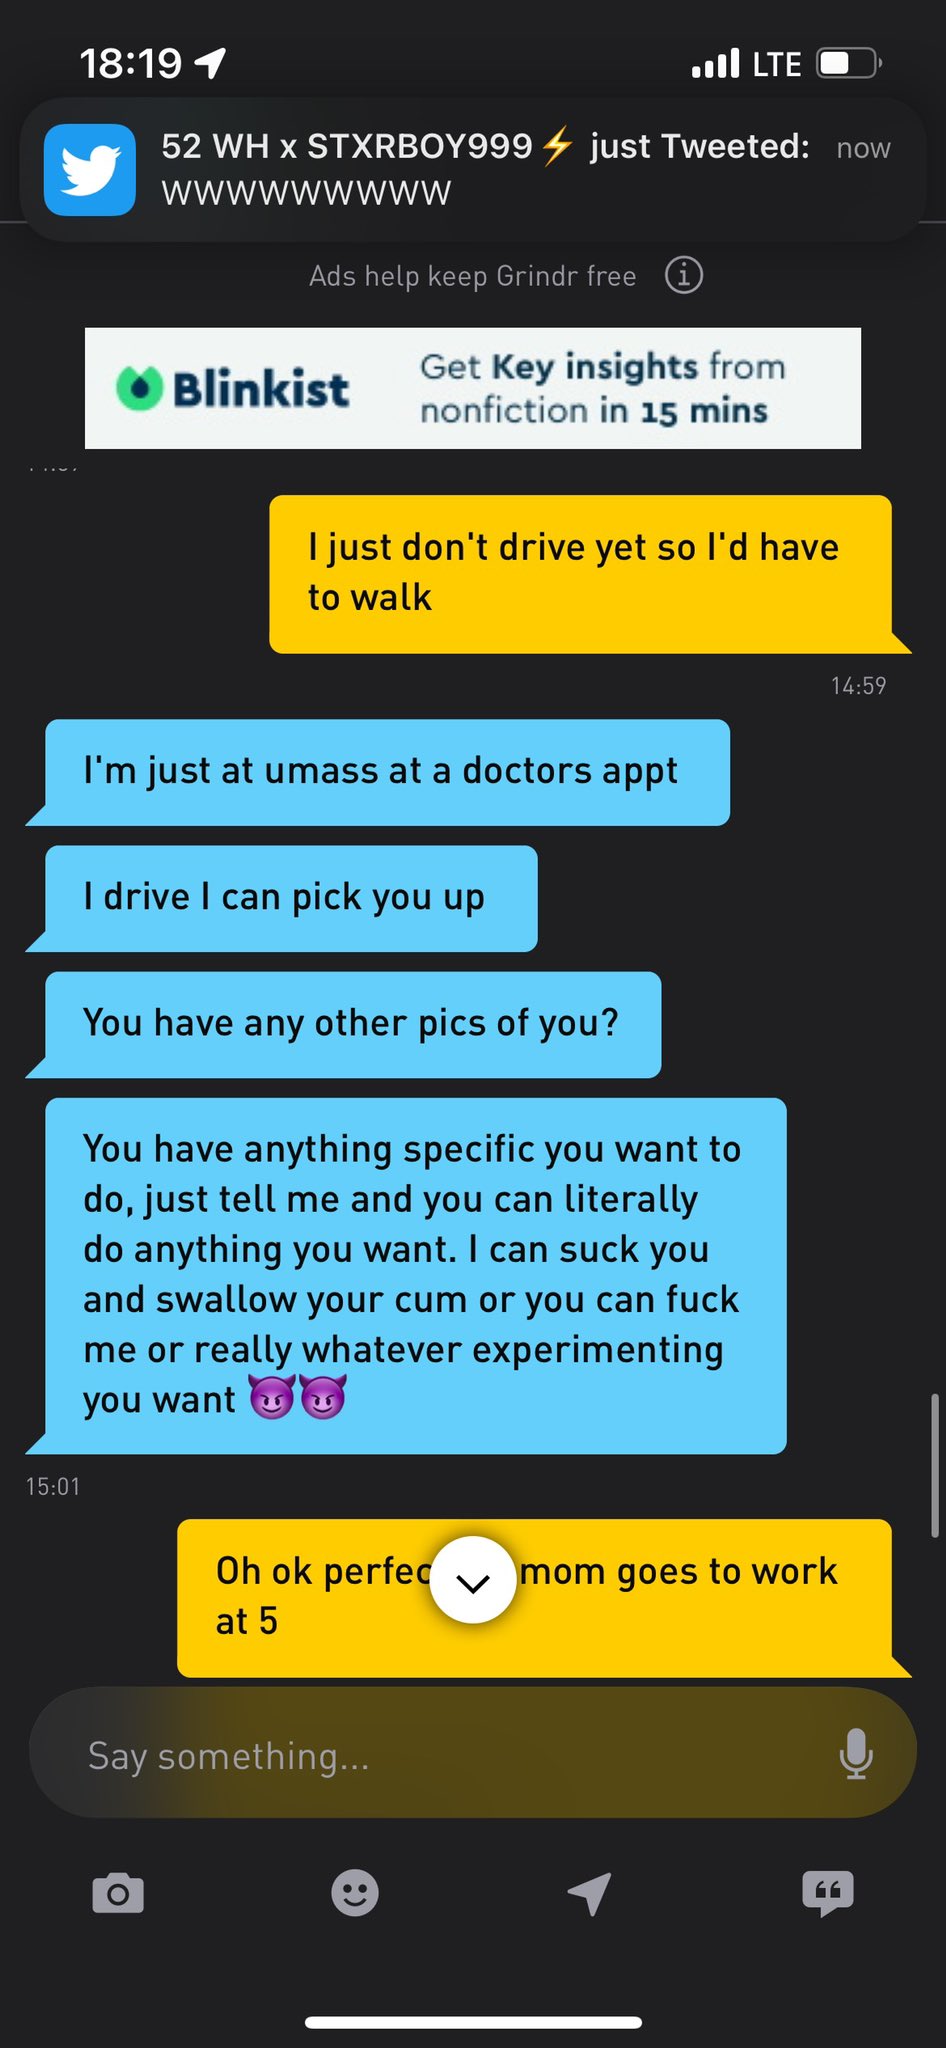 18:19
LTE
52 WH x STXRBOY999⚡ just Tweeted:
now
WWWWWWWWWW
Ads help keep Grindr free
Blinkist
Get Key insights from
nonfiction in 15 mins
I just don't drive yet so I'd have
to walk
14:59
I'm just at umass at a doctors appt
I drive I can pick you up
You have any other pics of you?
You have anything specific you want to
do, just tell me and you can literally
do anything you want. I can suck you
and swallow your cum or you can fuck
me or really whatever experimenting
you want 😈😈
15:01
Oh ok mom goes to work
at 5
Say something...